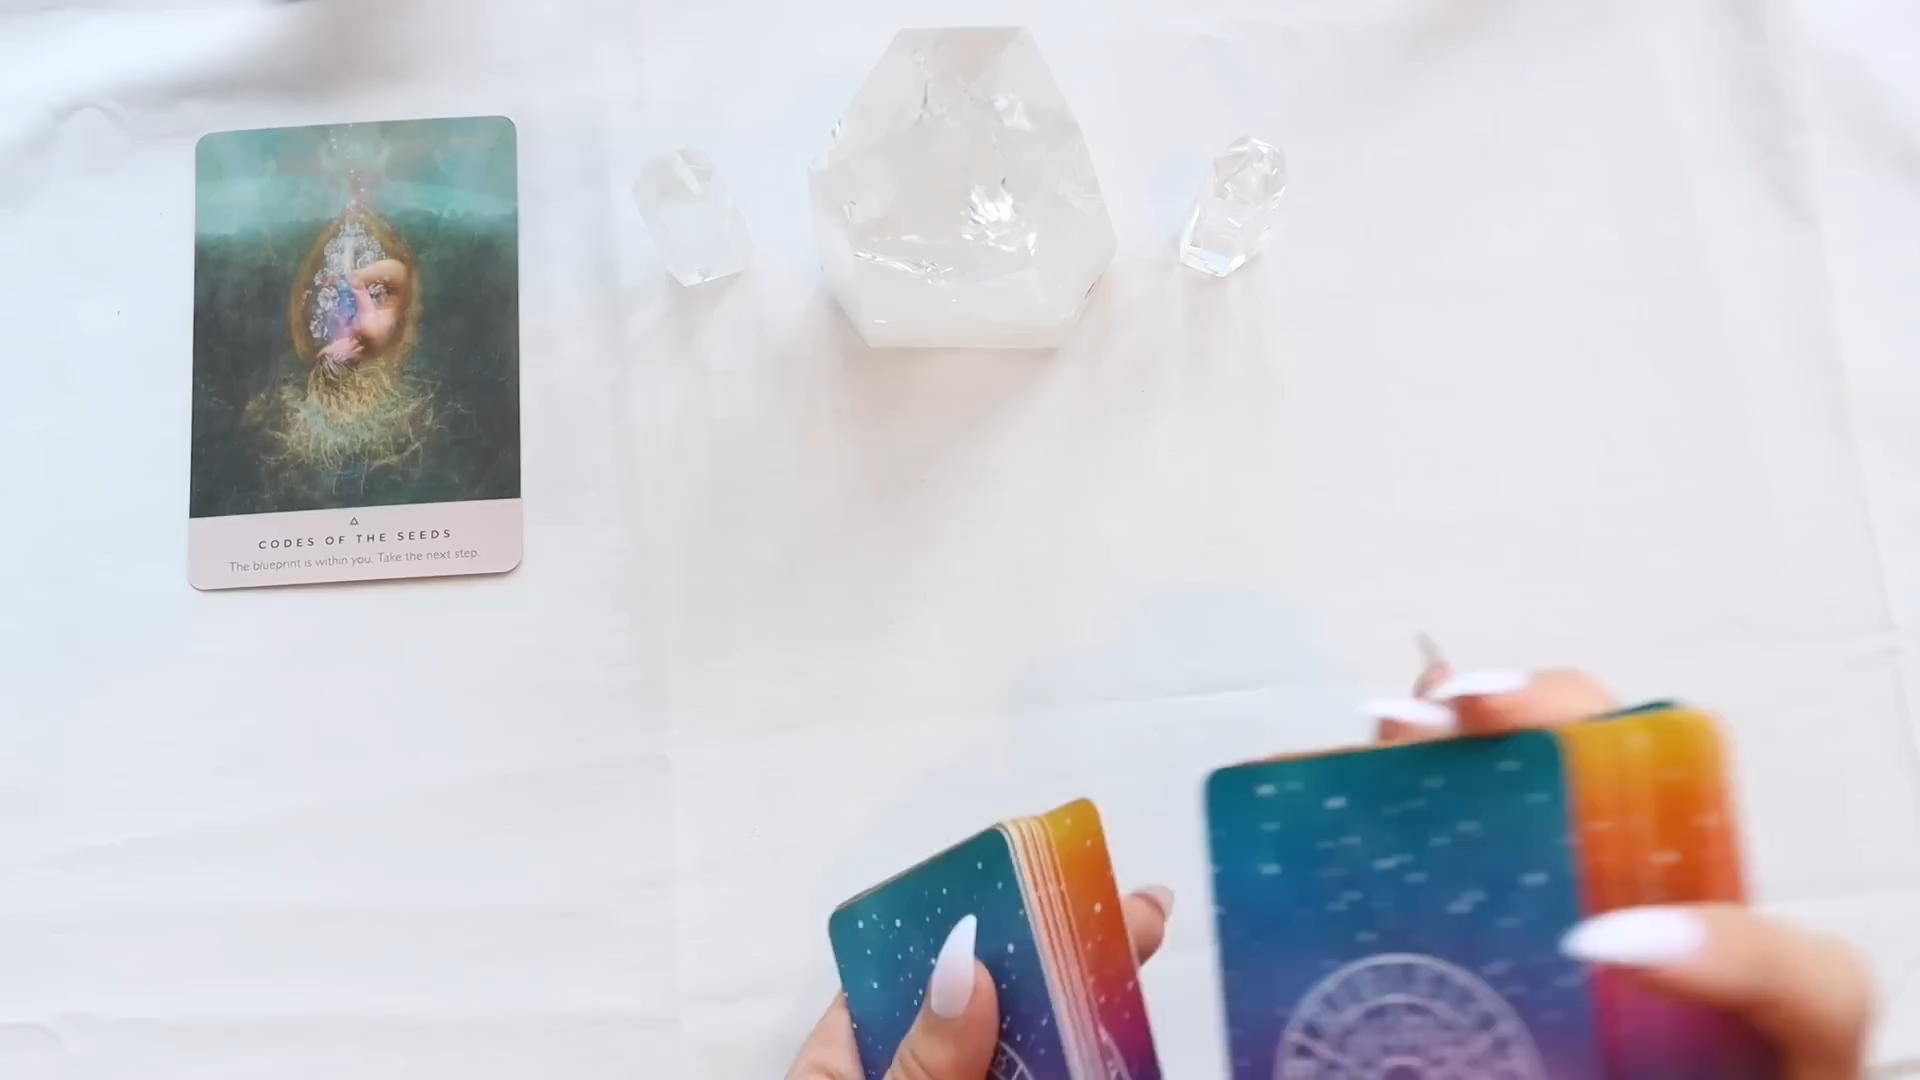 CODES OF THE SEEDS
The blueprint is within you. Take the next step.